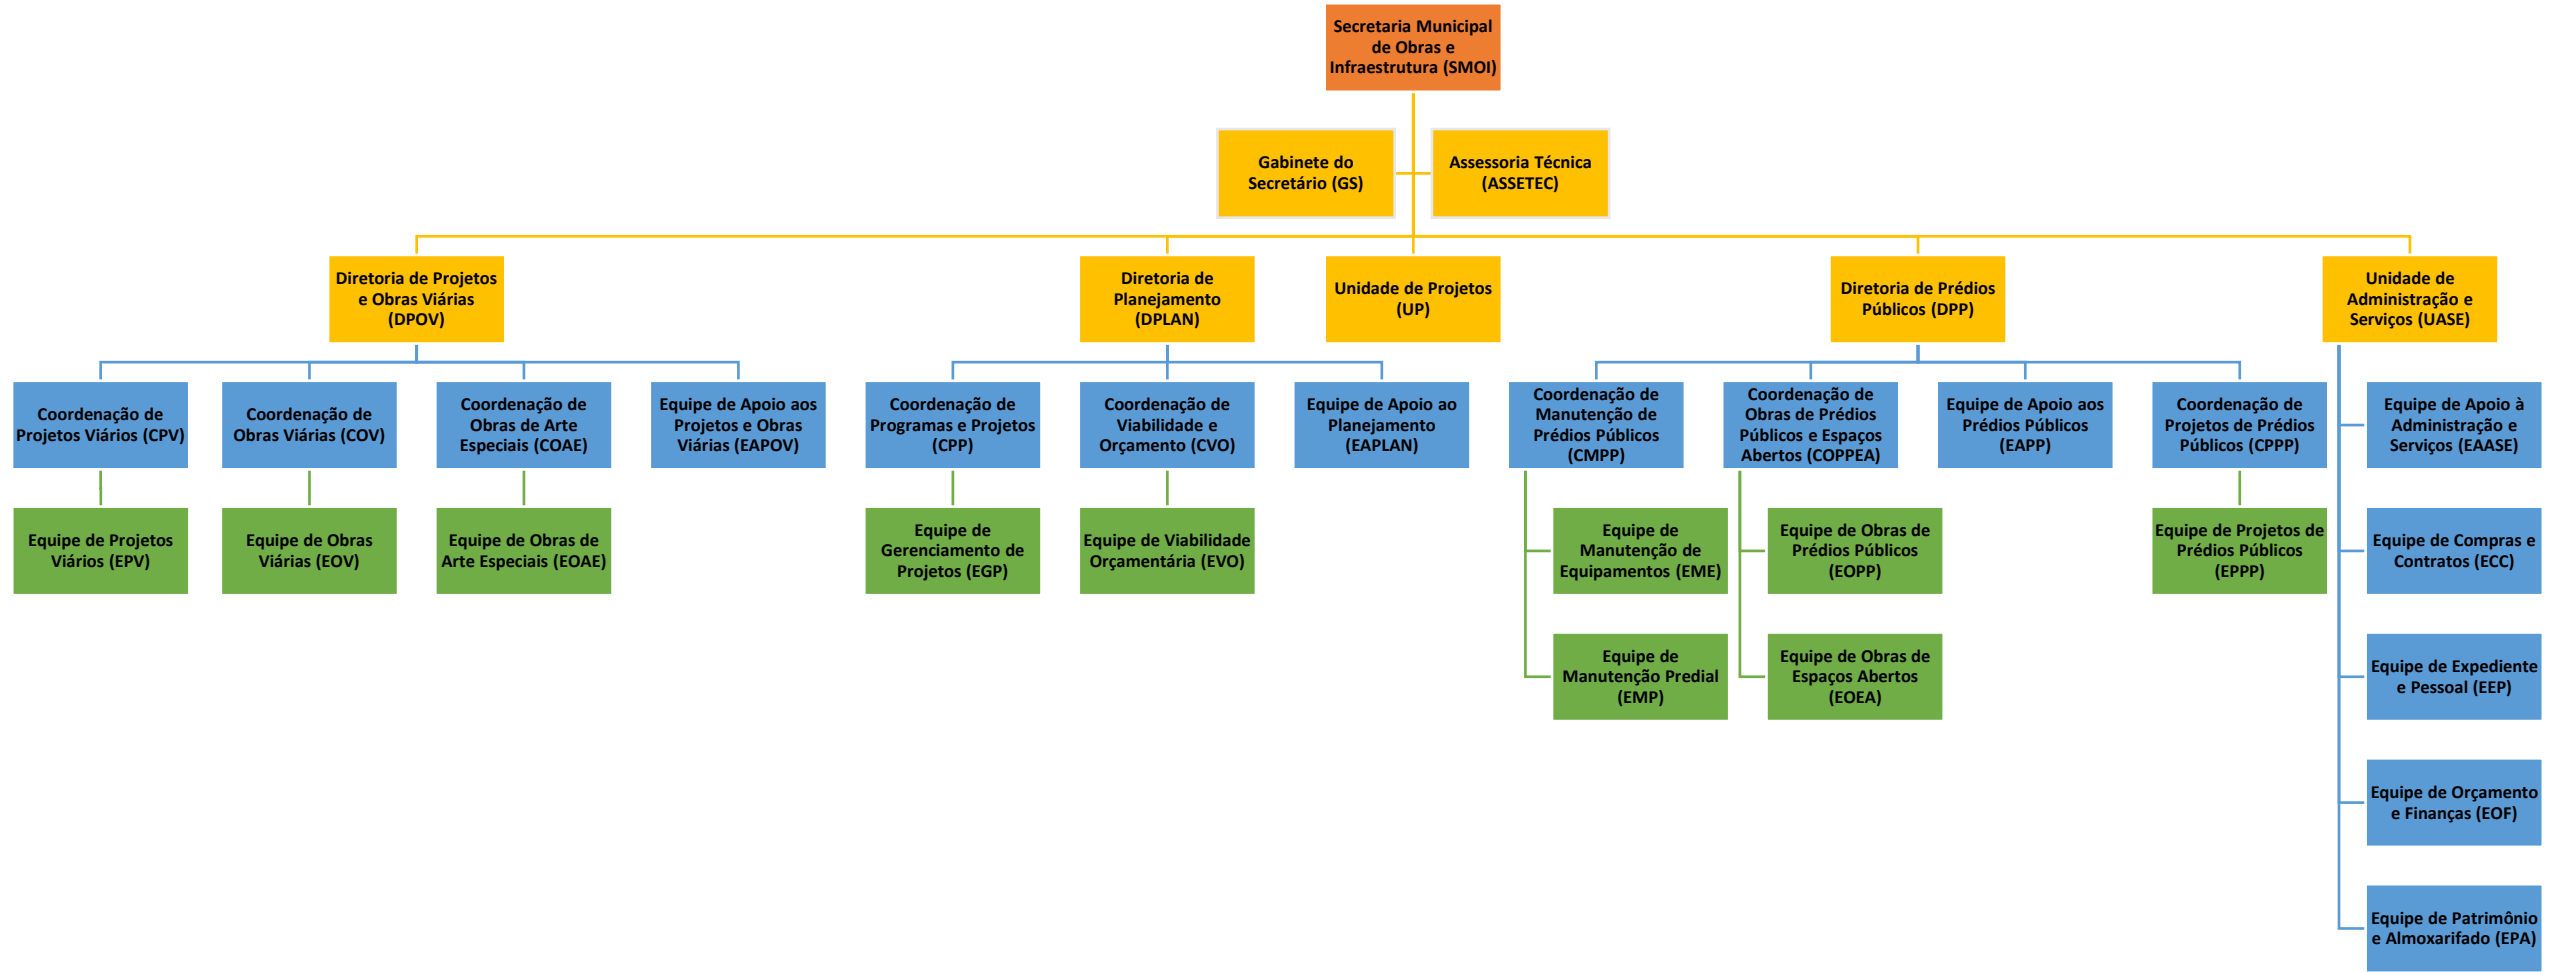 Secretaria Municipal
de Obras e
Infraestrutura (SMOI)
Gabinete do
Secretário (GS)
Assessoria Técnica
(ASSETEC)
Diretoria de Projetos
e Obras Viárias
(DPOV)
Diretoria de
Planejamento
(DPLAN)
Unidade de Projetos
(UP)
Diretoria de Prédios
Públicos (DPP)
Unidade de
Administração e
Serviços (UASE)
Coordenação de
Projetos Viários (CPV)
Coordenação de
Obras Viárias (COV)
Coordenação de
Obras de Arte
Especiais (COAE)
Equipe de Apoio aos
Projetos e Obras
Viárias (EAPOV)
Coordenação de
Programas e Projetos
(CPP)
Coordenação de
Viabilidade e
Orçamento (CVO)
Equipe de Apoio ao
Planejamento
(EAPLAN)
Coordenação de
Manutenção de
Prédios Públicos
(CMPP)
Coordenação de
Obras de Prédios
Públicos e Espaços
Abertos (COPPEA)
Equipe de Apoio aos
Prédios Públicos
(EAPP)
Coordenação de
Projetos de Prédios
Públicos (CPPP)
Equipe de Apoio à
Administração e
Serviços (EAASE)
Equipe de Projetos
Viários (EPV)
Equipe de Obras
Viárias (EOV)
Equipe de Obras de
Arte Especiais (EOAE)
Equipe de
Gerenciamento de
Projetos (EGP)
Equipe de Viabilidade
Orçamentária (EVO)
Equipe de
Manutenção de
Equipamentos (EME)
Equipe de Obras de
Prédios Públicos
(EOPP)
Equipe de Projetos de
Prédios Públicos
(EPPP)
Equipe de Compras e
Contratos (ECC)
Equipe de
Manutenção Predial
(EMP)
Equipe de Obras de
Espaços Abertos
(EOEA)
Equipe de Expediente
e Pessoal (EEP)
Equipe de Orçamento
e Finanças (EOF)
Equipe de Patrimônio
e Almoxarifado (EPA)